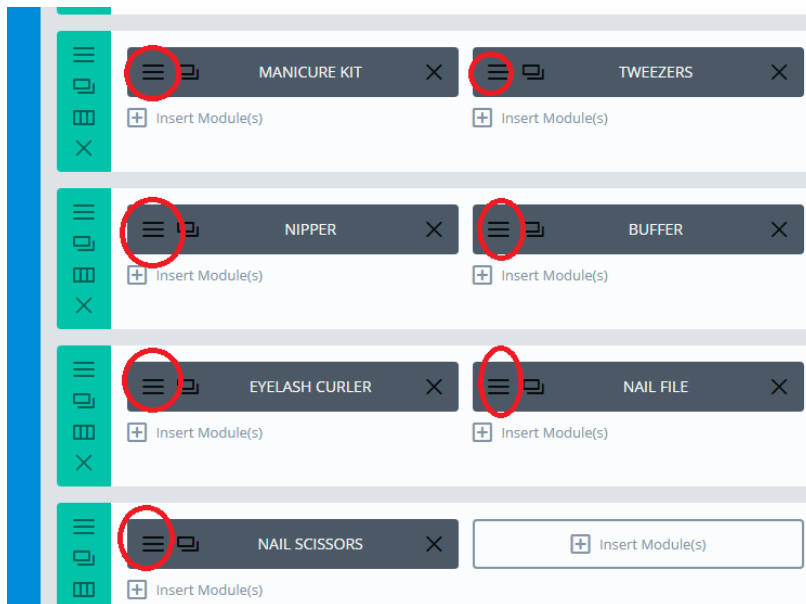 MANICURE KIT
TWEEZERS
Insert Module(s)
Insert Module(s)
NIPPER
BUFFER
Insert Module(s)
Insert Module(s)
EYELASH CURLER
NAIL FILE
Insert Module(s)
Insert Module(s)
NAIL SCISSORS
Insert Module(s)
Insert Module(s)